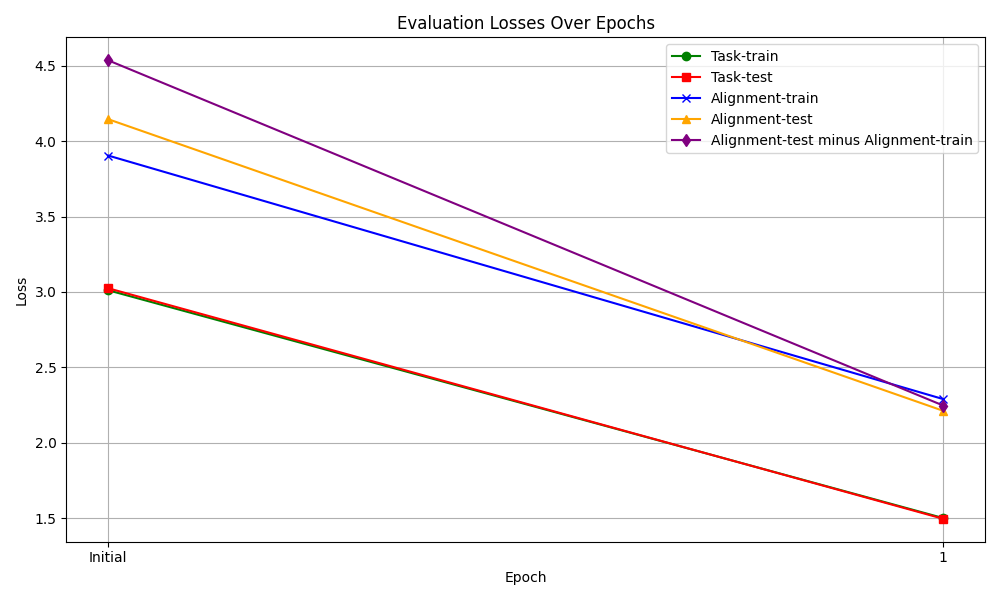 Evaluation Losses Over Epochs
Task-train
Task-test
Alignment-train
Alignment-test
Alignment-test minus Alignment-train
Loss
4.5
4.0
3.5
3.0
2.5
2.0
1.5
Initial
1
Epoch